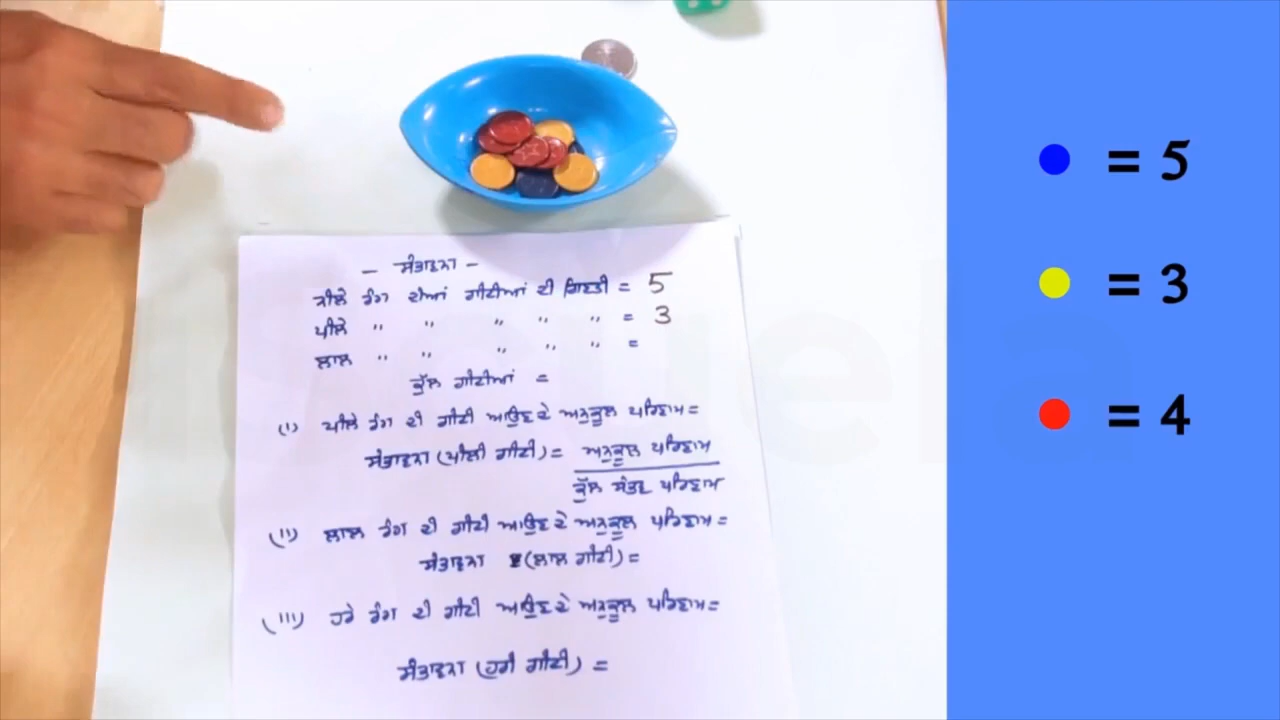 - ਸੰਭਾਵਨਾ -
ਨੀਲੇ ਰੰਗ ਦੀਆਂ ਗੀਟੀਆਂ ਦੀ ਗਿਣਤੀ = 5
ਪੀਲੇ " " " " " = 3
ਲਾਲ " " " " " =
ਕੁੱਲ ਗੀਟੀਆਂ =
(i) ਪੀਲੇ ਰੰਗ ਦੀ ਗੀਟੀ ਆਉਣ ਦੇ ਅਨੁਕੂਲ ਪਰਿਣਾਮ =
ਸੰਭਾਵਨਾ (ਪੀਲੀ ਗੀਟੀ) = ਅਨੁਕੂਲ ਪਰਿਣਾਮ
ਕੁੱਲ ਸੰਭਵ ਪਰਿਣਾਮ
(ii) ਲਾਲ ਰੰਗ ਦੀ ਗੀਟੀ ਆਉਣ ਦੇ ਅਨੁਕੂਲ ਪਰਿਣਾਮ =
ਸੰਭਾਵਨਾ (ਲਾਲ ਗੀਟੀ) =
(iii) ਹਰੇ ਰੰਗ ਦੀ ਗੀਟੀ ਆਉਣ ਦੇ ਅਨੁਕੂਲ ਪਰਿਣਾਮ =
ਸੰਭਾਵਨਾ (ਹਰੀ ਗੀਟੀ) =
= 5
= 3
= 4